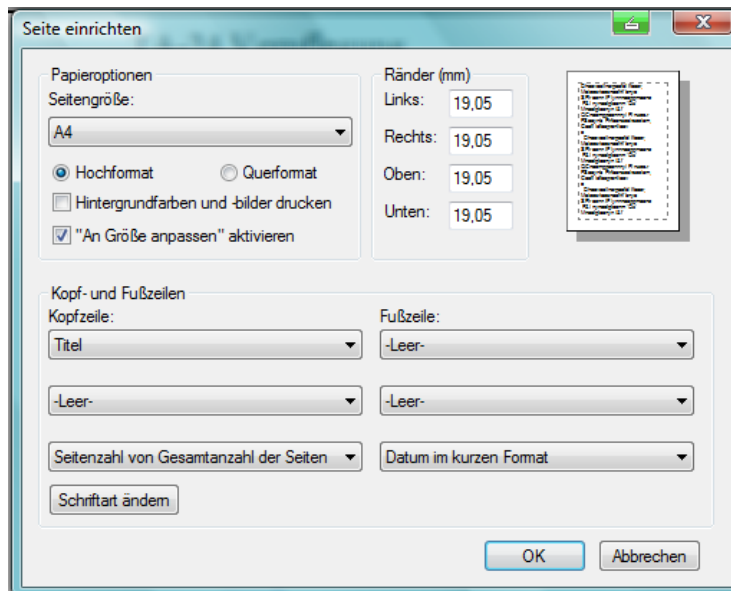 Seite einrichten
Papieroptionen
Seitengröße:
A4
Hochformat
Querformat
Hintergrundfarben und -bilder drucken
"An Größe anpassen" aktivieren
Ränder (mm)
Links: 19,05
Rechts: 19,05
Oben: 19,05
Unten: 19,05
Kopf- und Fußzeilen
Kopfzeile:
Titel
-Leer-
Seitenzahl von Gesamtanzahl der Seiten
Fußzeile:
-Leer-
-Leer-
Datum im kurzen Format
Schriftart ändern
OK
Abbrechen